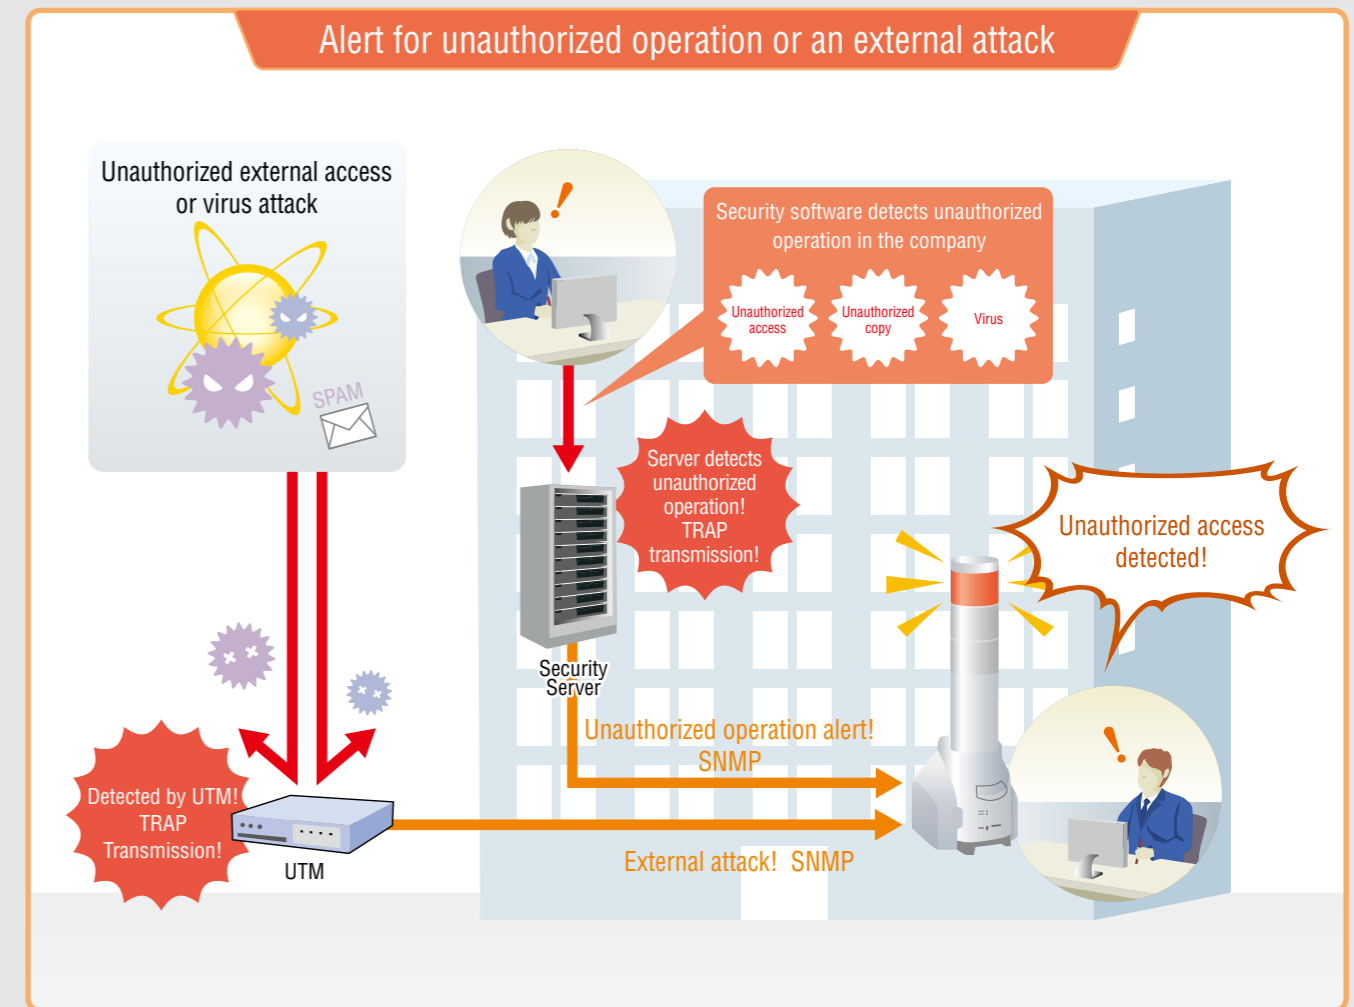 Alert for unauthorized operation or an external attack
Unauthorized external access
or virus attack
SPAM
Security software detects unauthorized
operation in the company
Unauthorized
access
Unauthorized
copy
Virus
Server detects
unauthorized
operation!
TRAP
transmission!
Security
Server
Unauthorized access
detected!
Unauthorized operation alert!
SNMP
Detected by UTM!
TRAP
Transmission!
UTM
External attack! SNMP